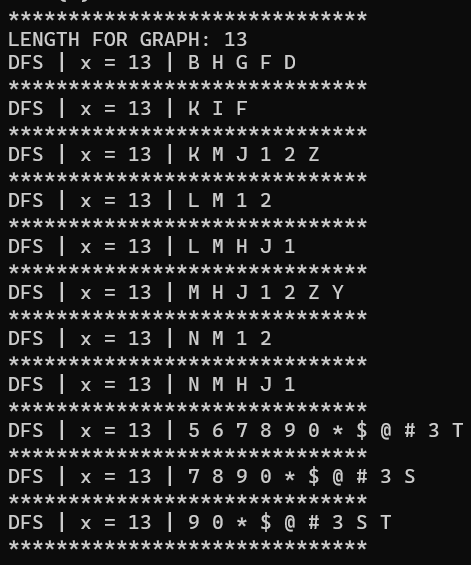 ******************************
LENGTH FOR GRAPH: 13
DFS | x = 13 | B H G F D
******************************
DFS | x = 13 | K I F
******************************
DFS | x = 13 | K M J 1 2 Z
******************************
DFS | x = 13 | L M 1 2
******************************
DFS | x = 13 | L M H J 1
******************************
DFS | x = 13 | M H J 1 2 Z Y
******************************
DFS | x = 13 | N M 1 2
******************************
DFS | x = 13 | N M H J 1
******************************
DFS | x = 13 | 5 6 7 8 9 0 * $ @ # 3 T
******************************
DFS | x = 13 | 7 8 9 0 * $ @ # 3 S
******************************
DFS | x = 13 | 9 0 * $ @ # 3 S T
******************************